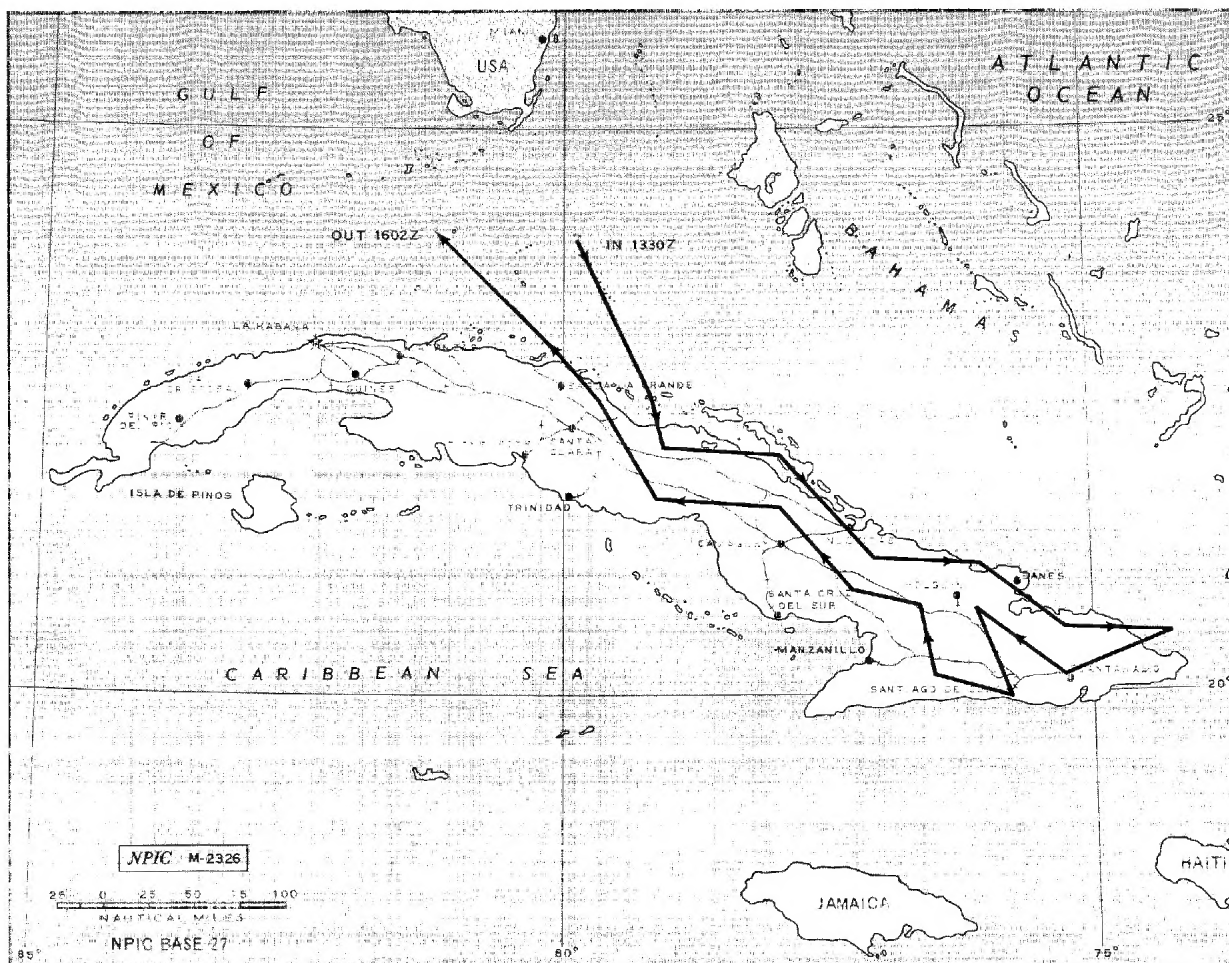 USA
ATLANTIC
OCEAN
GULF
OF
MEXICO
25°
OUT 1602Z
IN 1330Z
BAHAMAS
LA HABANA
ISLA DE PINOS
TRINIDAD
BANES
SANTA CRUZ
DEL SUR
MANZANILLO
CARIBBEAN SEA
20°
NPIC M-2326
25 0 25 50 75 100
NAUTICAL MILES
NPIC BASE 27
JAMAICA
HAITI
85°
80°
75°